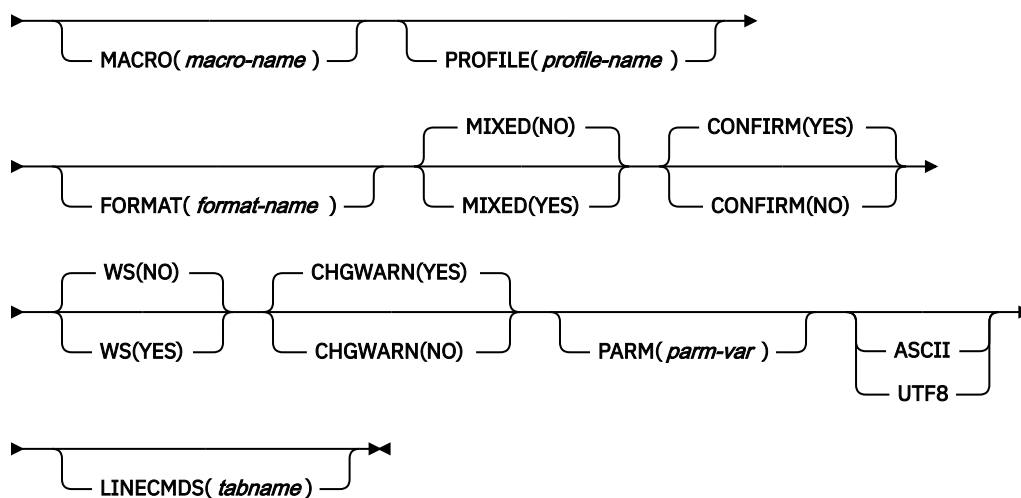 MACRO( macro-name )
PROFILE( profile-name )
MIXED(NO)
CONFIRM(YES)
FORMAT( format-name )
MIXED(YES)
CONFIRM(NO)
WS(NO)
CHGWARN(YES)
WS(YES)
CHGWARN(NO)
PARM( parm-var )
ASCII
UTF8
LINECMDS( tabname )